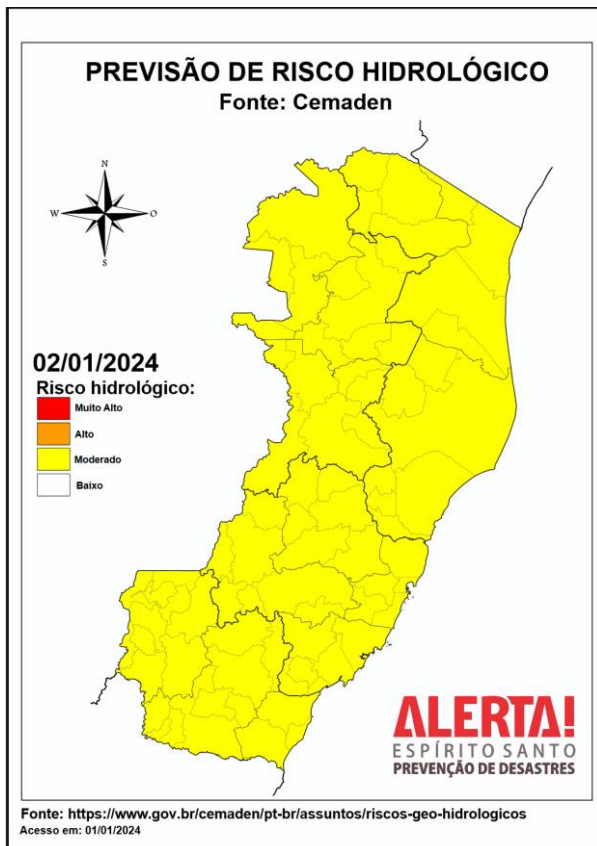 PREVISÃO DE RISCO HIDROLÓGICO
Fonte: Cemaden
N
W
O
S
02/01/2024
Risco hidrológico:
Muito Alto
Alto
Moderado
Baixo
ALERTA!
ESPÍRITO SANTO
PREVENÇÃO DE DESASTRES
Fonte: https://www.gov.br/cemaden/pt-br/assuntos/riscos-geo-hidrologicos
Acesso em: 01/01/2024